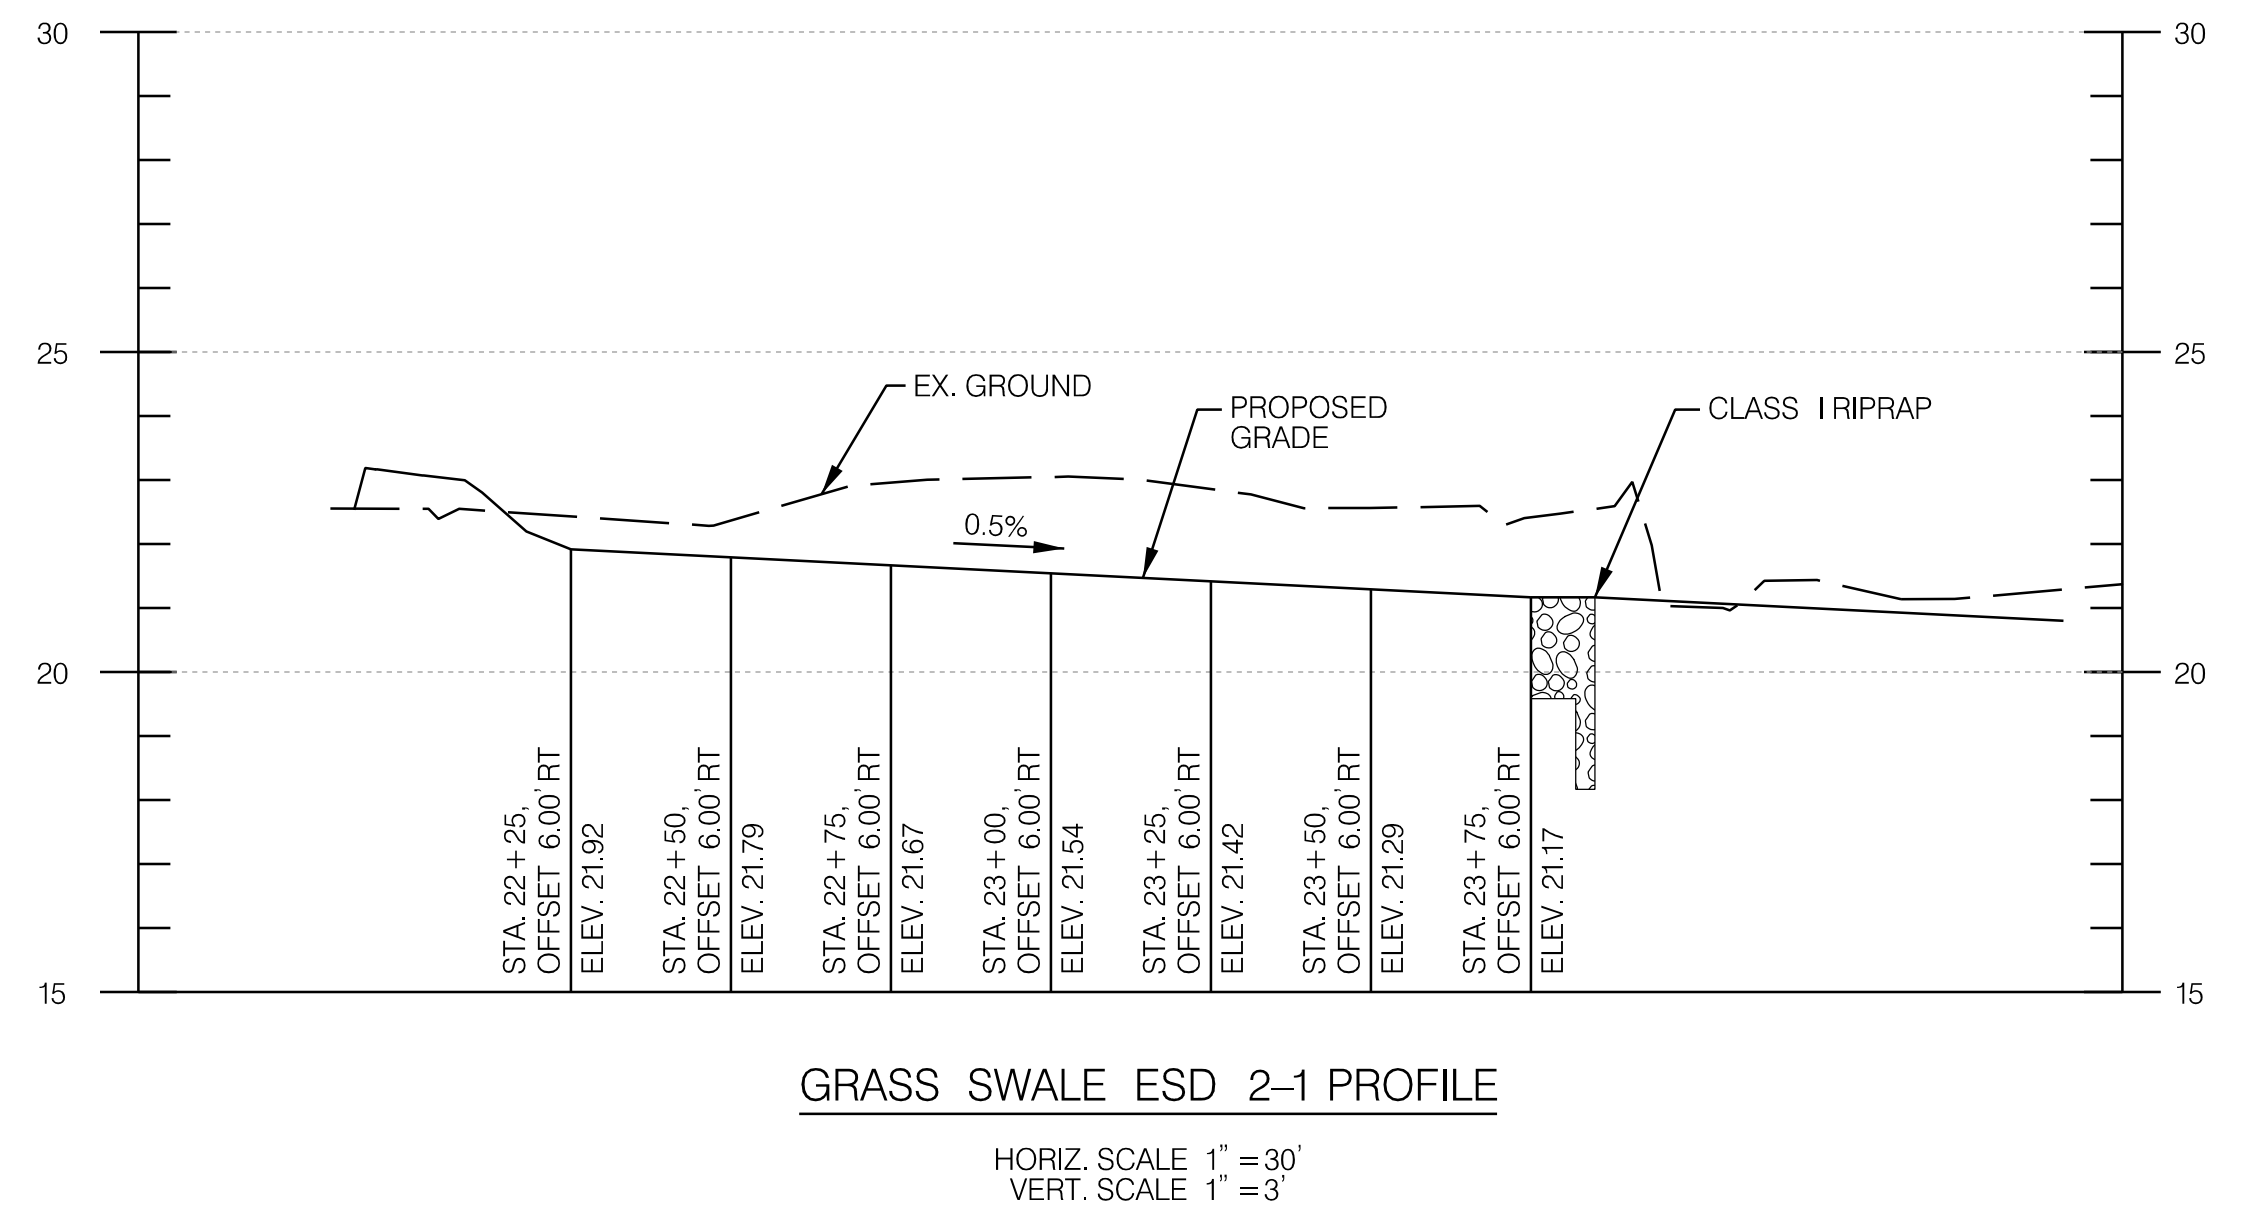 30
30
25
25
EX. GROUND
PROPOSED
GRADE
CLASS I RIPRAP
0.5%
20
20
STA. 22+25,
OFFSET 6.00' RT
ELEV. 21.92
STA. 22+50,
OFFSET 6.00' RT
ELEV. 21.79
STA. 22+75,
OFFSET 6.00' RT
ELEV. 21.67
STA. 23+00,
OFFSET 6.00' RT
ELEV. 21.54
STA. 23+25,
OFFSET 6.00' RT
ELEV. 21.42
STA. 23+50,
OFFSET 6.00' RT
ELEV. 21.29
STA. 23+75,
OFFSET 6.00' RT
ELEV. 21.17
15
15
GRASS SWALE ESD 2–1 PROFILE
HORIZ. SCALE 1" = 30'
VERT. SCALE 1" = 3'